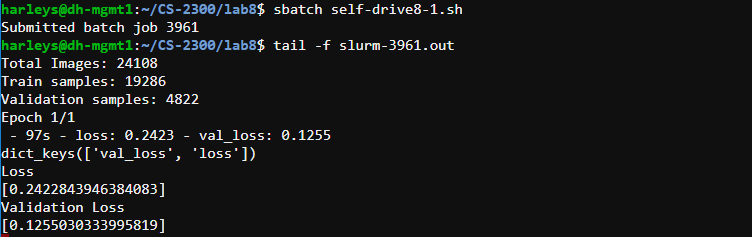 harleys@dh-mgmt1:~/CS-2300/lab8$ sbatch self-drive8-1.sh
Submitted batch job 3961
harleys@dh-mgmt1:~/CS-2300/lab8$ tail -f slurm-3961.out
Total Images: 24108
Train samples: 19286
Validation samples: 4822
Epoch 1/1
 - 97s - loss: 0.2423 - val_loss: 0.1255
dict_keys(['val_loss', 'loss'])
Loss
[0.2422843946384083]
Validation Loss
[0.1255030333995819]